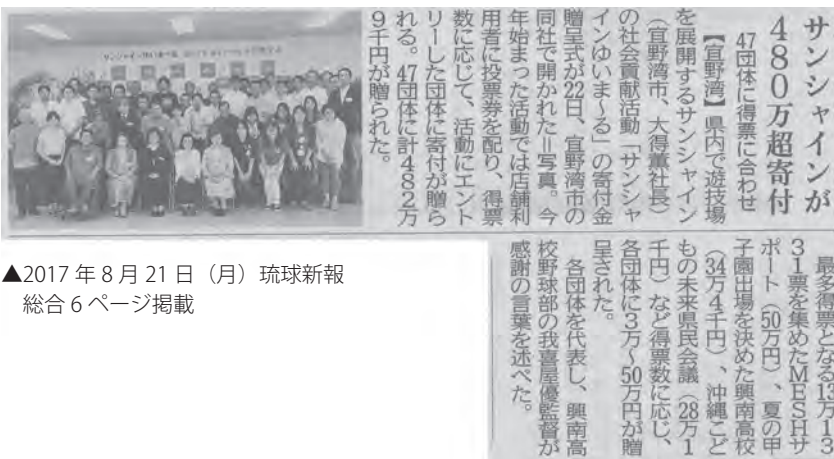 サンシャインが
480万超寄付
47団体に得票に合わせ
【宜野湾】県内で遊技場
を展開するサンシャイン
(宜野湾市、大得董社長)
の社会貢献活動「サンシャ
インゆいま~る」の寄付金
贈呈式が22日、宜野湾市の
同社で開かれた=写真。今
年始まった活動では店舗利
用者に投票券を配り、得票
数に応じて、活動にエント
リーした団体に寄付が贈ら
れる。47団体に計482万
9千円が贈られた。
最多得票となる13万13
31票を集めたMESHサ
ポート(50万円)、夏の甲
子園出場を決めた興南高校
(34万4千円)、沖縄こど
もの未来県民会議(28万1
千円)など得票数に応じ、
各団体に3万~50万円が贈
呈された。
各団体を代表し、興南高
校野球部の我喜屋優監督が
感謝の言葉を述べた。
▲2017年8月21日(月)琉球新報
総合6ページ掲載